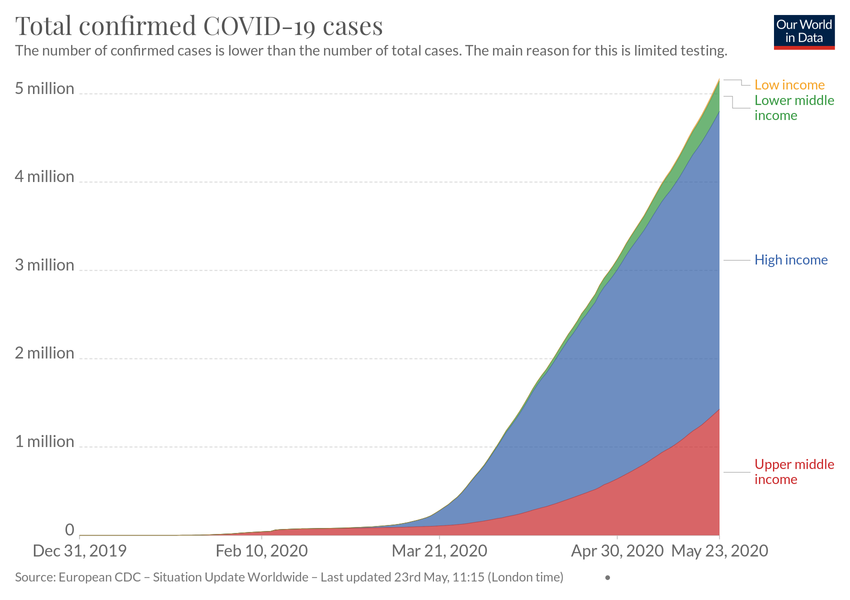 Total confirmed COVID-19 cases
Our World
in Data
The number of confirmed cases is lower than the number of total cases. The main reason for this is limited testing.
5 million
4 million
3 million
2 million
1 million
0
Low income
Lower middle
income
High income
Upper middle
income
Dec 31, 2019
Feb 10, 2020
Mar 21, 2020
Apr 30, 2020
May 23, 2020
Source: European CDC – Situation Update Worldwide – Last updated 23rd May, 11:15 (London time) •